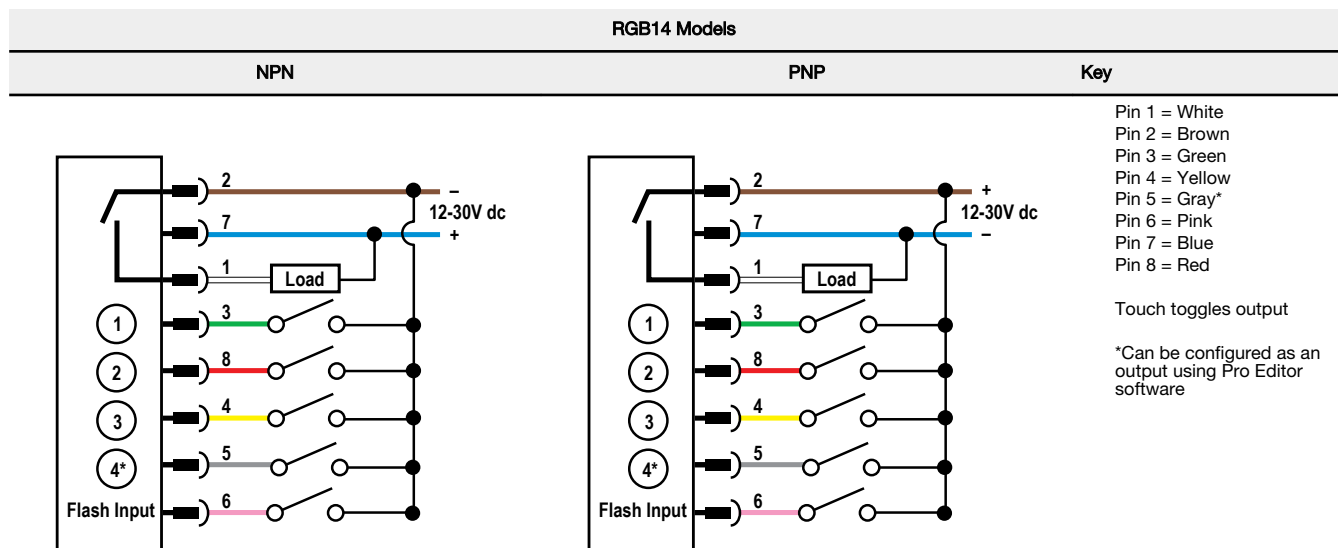 RGB14 Models
NPN
PNP
Key
2
–
12-30V dc
7
+
1
Load
1
3
2
8
3
4
4*
5
Flash Input
6
2
+
12-30V dc
7
–
1
Load
1
3
2
8
3
4
4*
5
Flash Input
6
Pin 1 = White
Pin 2 = Brown
Pin 3 = Green
Pin 4 = Yellow
Pin 5 = Gray*
Pin 6 = Pink
Pin 7 = Blue
Pin 8 = Red
Touch toggles output
*Can be configured as an
output using Pro Editor
software